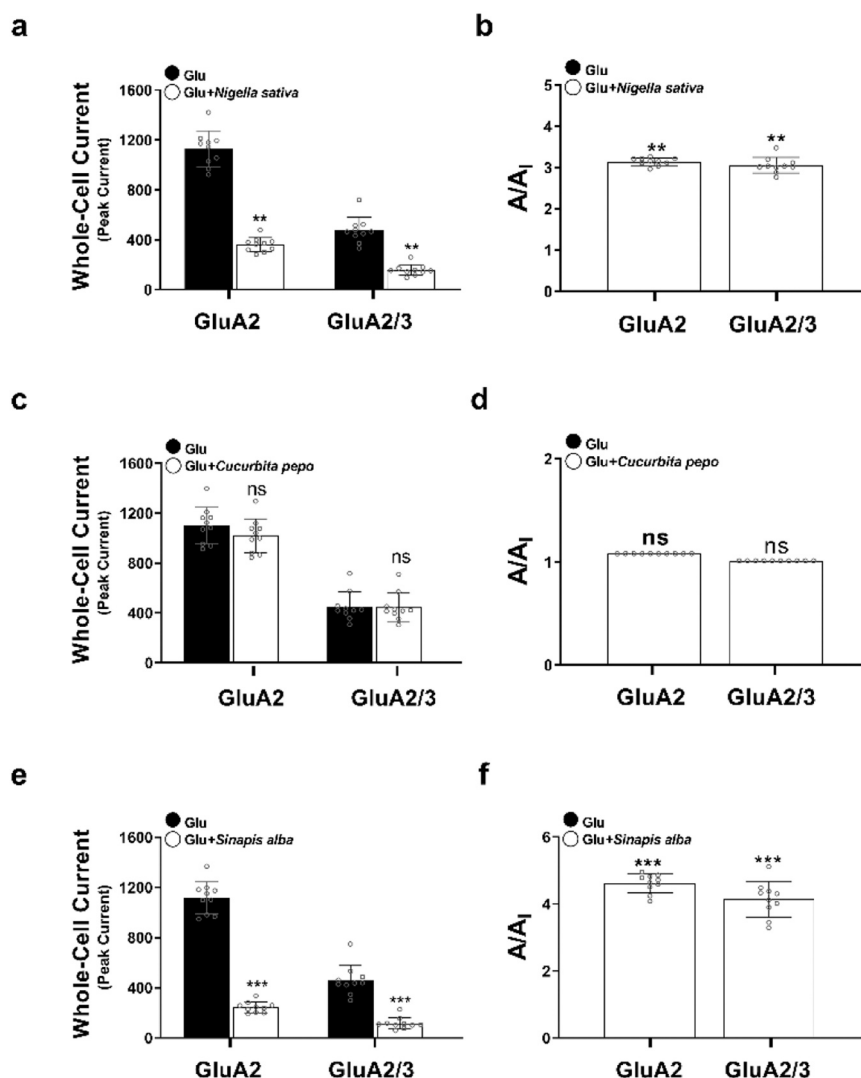 a
Glu
Glu+Nigella sativa
Whole-Cell Current
(Peak Current)
1600
1200
800
400
0
**
**
GluA2
GluA2/3
b
Glu
Glu+Nigella sativa
A/AI
5
4
3
2
1
0
**
**
GluA2
GluA2/3
c
Glu
Glu+Cucurbita pepo
Whole-Cell Current
(Peak Current)
1600
1200
800
400
0
ns
ns
GluA2
GluA2/3
d
Glu
Glu+Cucurbita pepo
A/AI
2
1
0
ns
ns
GluA2
GluA2/3
e
Glu
Glu+Sinapis alba
Whole-Cell Current
(Peak Current)
1600
1200
800
400
0
***
***
GluA2
GluA2/3
f
Glu
Glu+Sinapis alba
A/AI
6
4
2
0
***
***
GluA2
GluA2/3